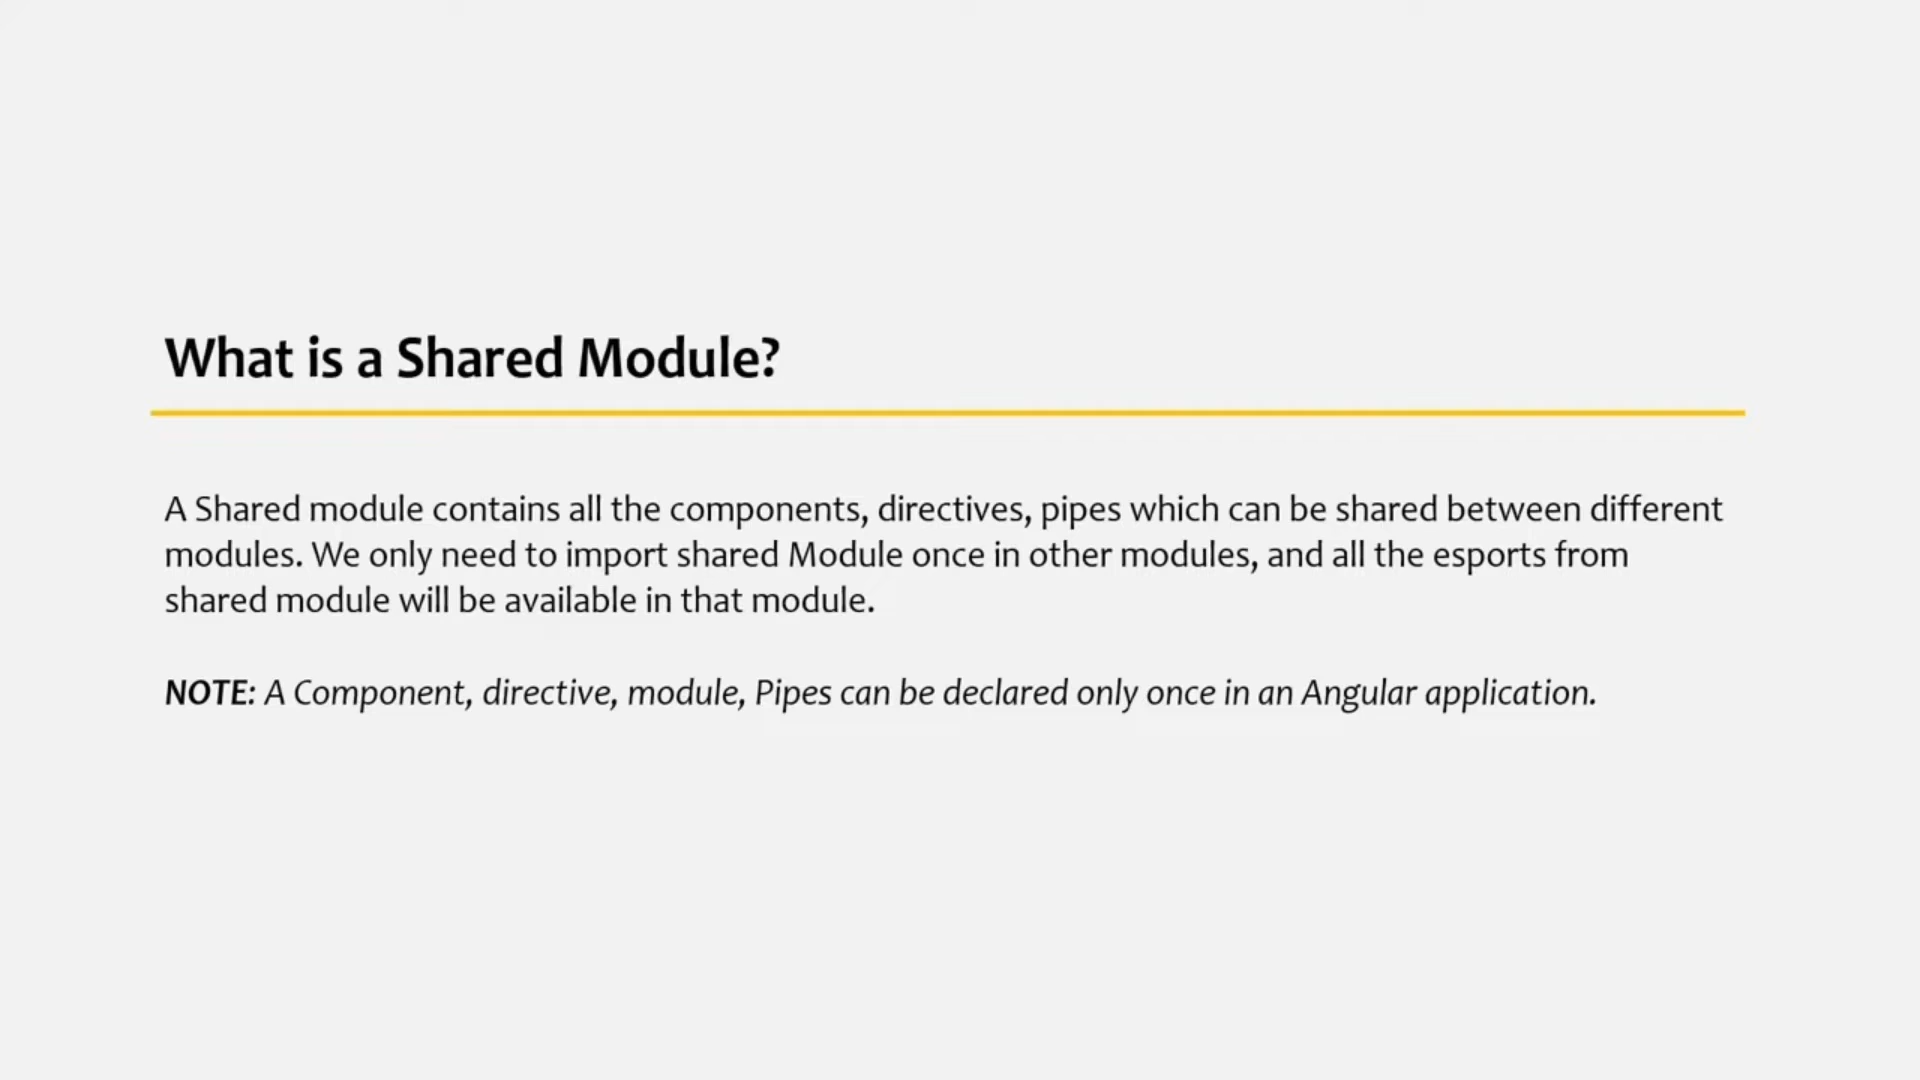 What is a Shared Module?
A Shared module contains all the components, directives, pipes which can be shared between different
modules. We only need to import shared Module once in other modules, and all the esports from
shared module will be available in that module.
NOTE: A Component, directive, module, Pipes can be declared only once in an Angular application.